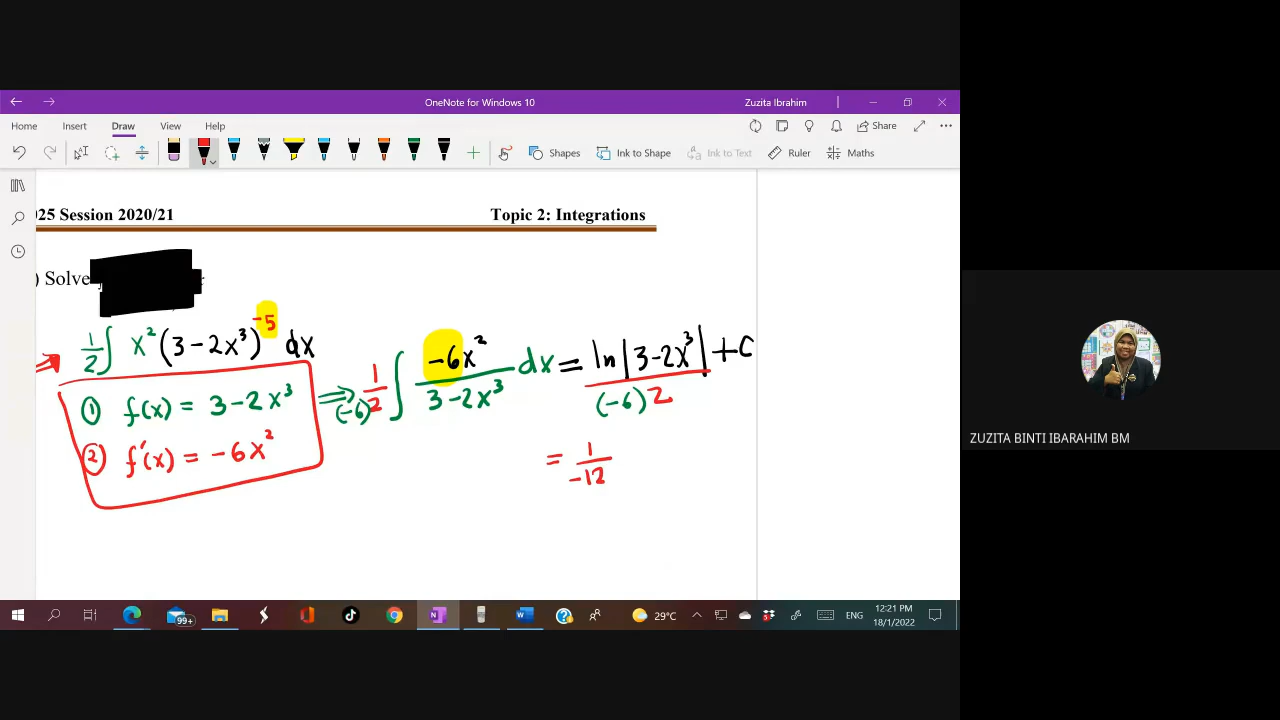 OneNote for Windows 10
Zuzita Ibrahim
Home Insert Draw View Help
Share
Shapes Ink to Shape Ink to Text Ruler Maths
025 Session 2020/21 Topic 2: Integrations
) Solve
1/2 ∫ x² (3 − 2x³)⁻⁵ dx
① f(x) = 3 − 2x³
② f'(x) = −6x²
⇒ 1/(−6)2 ∫ −6x²/(3 − 2x³) dx = ln|3 − 2x³|/(−6)2 + C
= 1/−12
ZUZITA BINTI IBARAHIM BM
99+
29°C
ENG
12:21 PM
18/1/2022